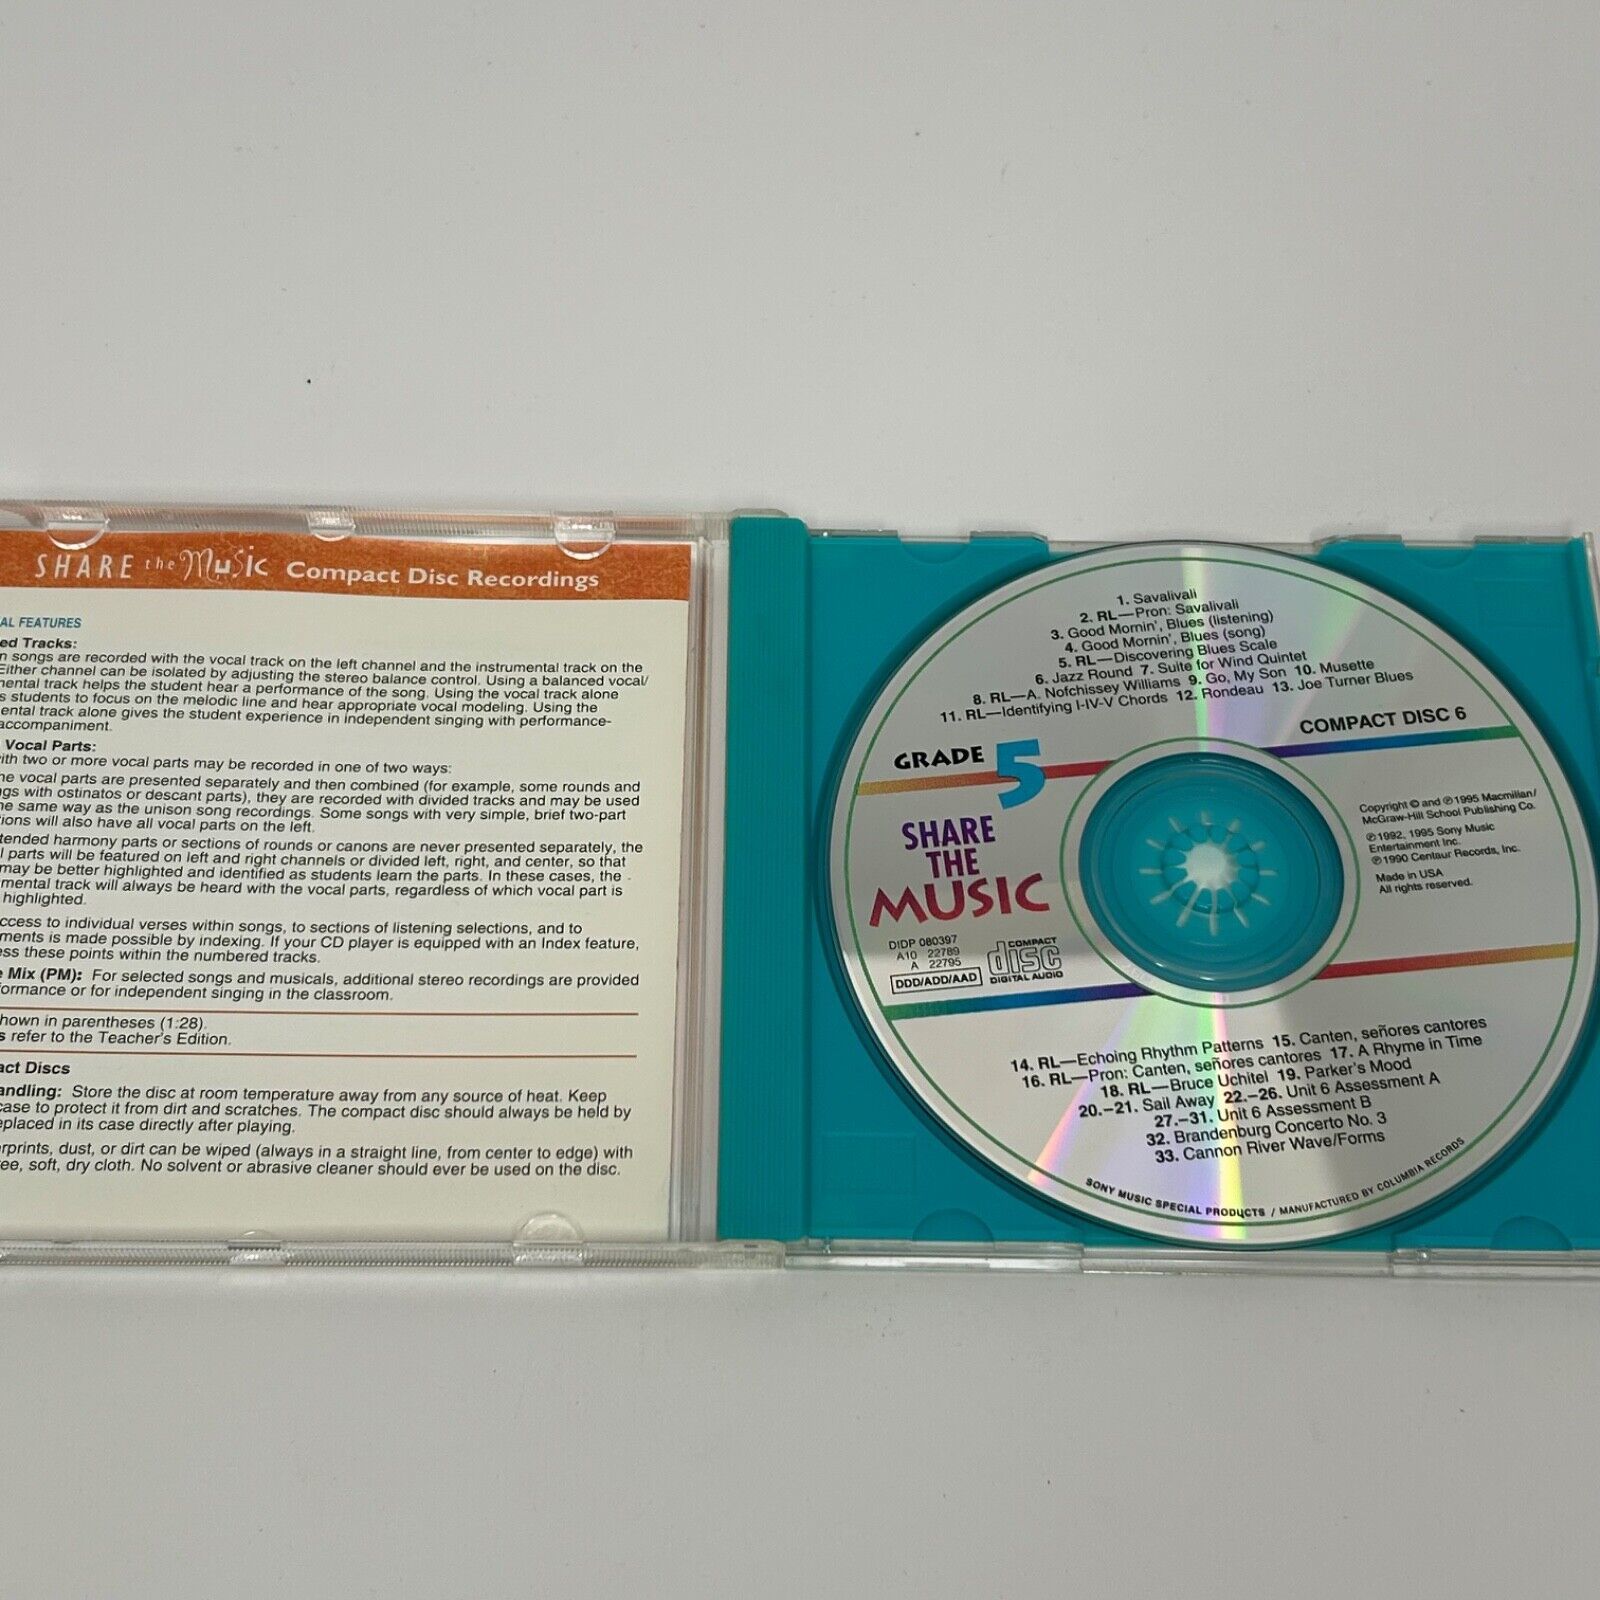 SHARE the Music Compact Disc Recordings
AL FEATURES
ed Tracks:
n songs are recorded with the vocal track on the left channel and the instrumental track on the
Either channel can be isolated by adjusting the stereo balance control. Using a balanced vocal/
nental track helps the student hear a performance of the song. Using the vocal track alone
s students to focus on the melodic line and hear appropriate vocal modeling. Using the
mental track alone gives the student experience in independent singing with performance-
accompaniment.
Vocal Parts:
with two or more vocal parts may be recorded in one of two ways:
he vocal parts are presented separately and then combined (for example, some rounds and
ngs with ostinatos or descant parts), they are recorded with divided tracks and may be used
he same way as the unison song recordings. Some songs with very simple, brief two-part
tions will also have all vocal parts on the left.
tended harmony parts or sections of rounds or canons are never presented separately, the
l parts will be featured on left and right channels or divided left, right, and center, so that
may be better highlighted and identified as students learn the parts. In these cases, the
mental track will always be heard with the vocal parts, regardless of which vocal part is
highlighted.
ccess to individual verses within songs, to sections of listening selections, and to
ments is made possible by indexing. If your CD player is equipped with an Index feature,
ess these points within the numbered tracks.
e Mix (PM): For selected songs and musicals, additional stereo recordings are provided
formance or for independent singing in the classroom.
hown in parentheses (1:28).
s refer to the Teacher's Edition.
act Discs
andling: Store the disc at room temperature away from any source of heat. Keep
case to protect it from dirt and scratches. The compact disc should always be held by
eplaced in its case directly after playing.
erprints, dust, or dirt can be wiped (always in a straight line, from center to edge) with
ree, soft, dry cloth. No solvent or abrasive cleaner should ever be used on the disc.
1. Savalivali
2. RL—Pron: Savalivali
3. Good Mornin', Blues (listening)
4. Good Mornin', Blues (song)
5. RL—Discovering Blues Scale
6. Jazz Round 7. Suite for Wind Quintet
8. RL—A. Nofchissey Williams 9. Go, My Son 10. Musette
11. RL—Identifying I-IV-V Chords 12. Rondeau 13. Joe Turner Blues
COMPACT DISC 6
GRADE 5
SHARE
THE
MUSIC
Copyright © and ℗ 1995 Macmillan/
McGraw-Hill School Publishing Co.
℗ 1992, 1995 Sony Music
Entertainment Inc.
℗ 1990 Centaur Records, Inc.
Made in USA
All rights reserved.
DIDP 080397
A10 22789
A 22795
DDD/ADD/AAD
COMPACT
disc
DIGITAL AUDIO
14. RL—Echoing Rhythm Patterns 15. Canten, señores cantores
16. RL—Pron: Canten, señores cantores 17. A Rhyme in Time
18. RL—Bruce Uchitel 19. Parker's Mood
20.–21. Sail Away 22.–26. Unit 6 Assessment A
27.–31. Unit 6 Assessment B
32. Brandenburg Concerto No. 3
33. Cannon River Wave/Forms
SONY MUSIC SPECIAL PRODUCTS / MANUFACTURED BY COLUMBIA RECORDS